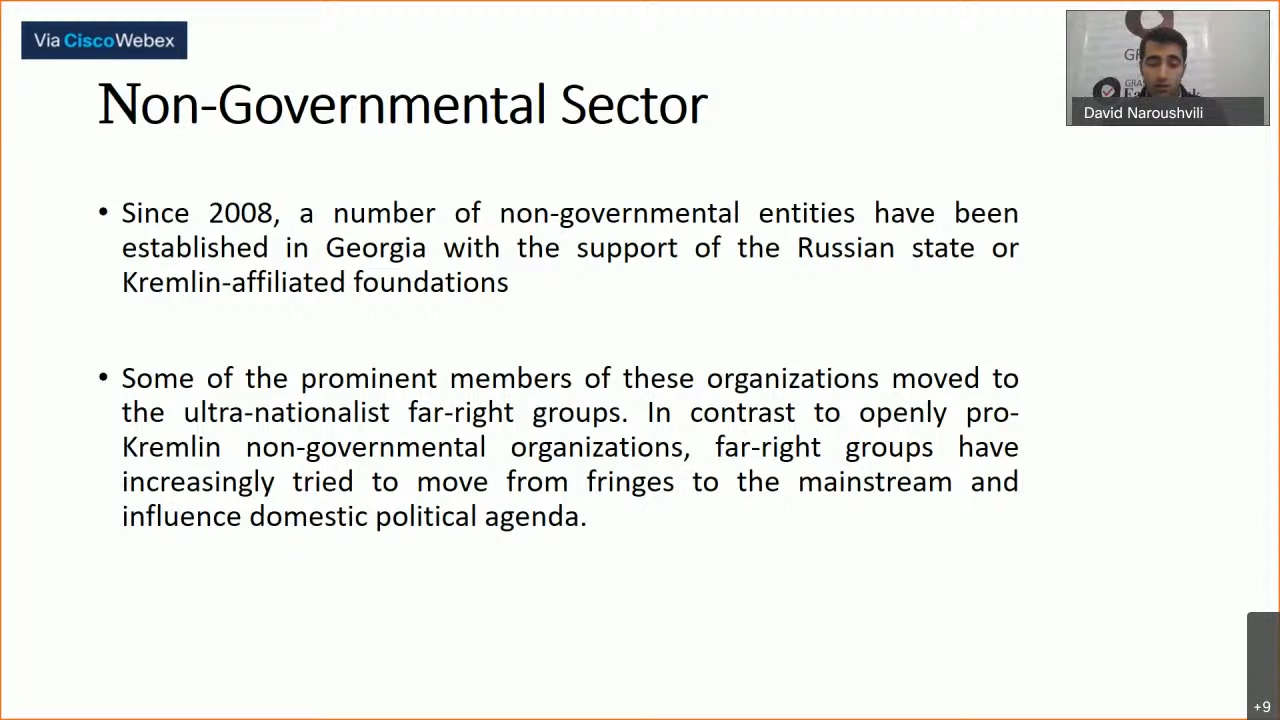 Via CiscoWebex
Non-Governmental Sector
David Naroushvili
• Since 2008, a number of non-governmental entities have been
established in Georgia with the support of the Russian state or
Kremlin-affiliated foundations
• Some of the prominent members of these organizations moved to
the ultra-nationalist far-right groups. In contrast to openly pro-
Kremlin non-governmental organizations, far-right groups have
increasingly tried to move from fringes to the mainstream and
influence domestic political agenda.
+9